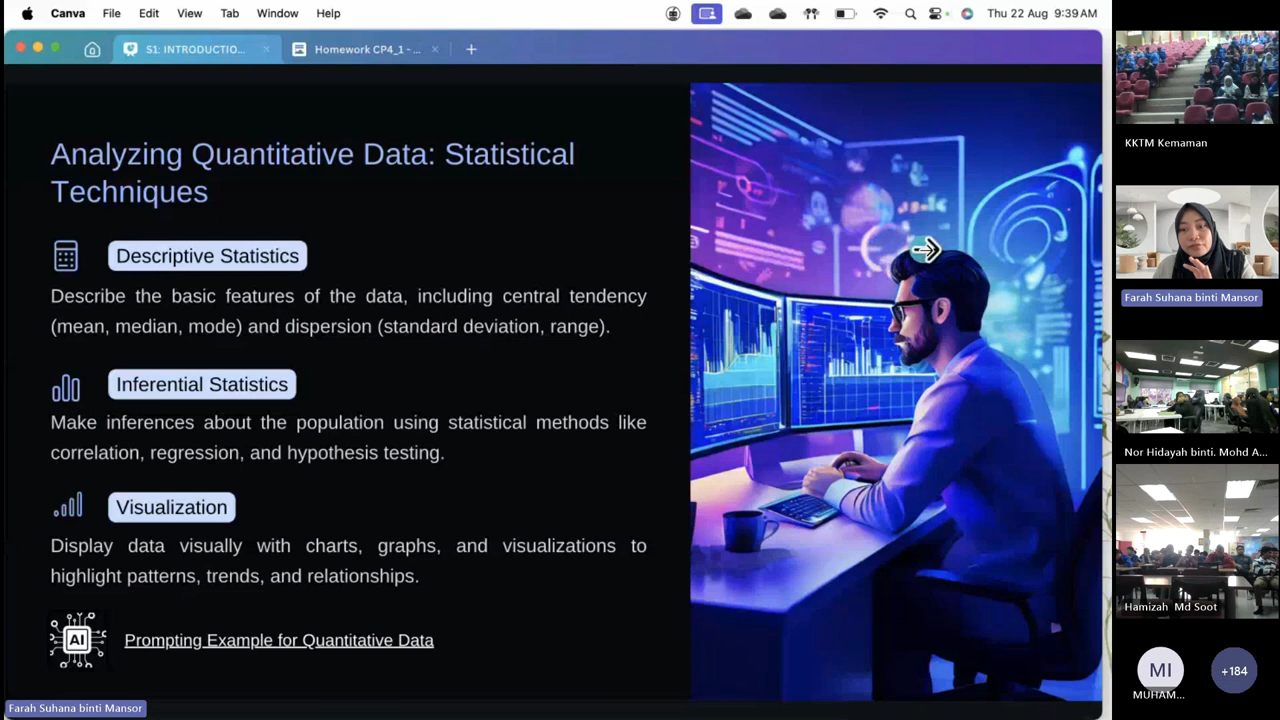 Canva File Edit View Tab Window Help Thu 22 Aug 9:39 AM
S1: INTRODUCTIO... Homework CP4_1 - ...
Analyzing Quantitative Data: Statistical
Techniques
Descriptive Statistics
Describe the basic features of the data, including central tendency
(mean, median, mode) and dispersion (standard deviation, range).
Inferential Statistics
Make inferences about the population using statistical methods like
correlation, regression, and hypothesis testing.
Visualization
Display data visually with charts, graphs, and visualizations to
highlight patterns, trends, and relationships.
AI
Prompting Example for Quantitative Data
Farah Suhana binti Mansor
KKTM Kemaman
Farah Suhana binti Mansor
Nor Hidayah binti. Mohd A...
Hamizah Md Soot
MI
MUHAM...
+184